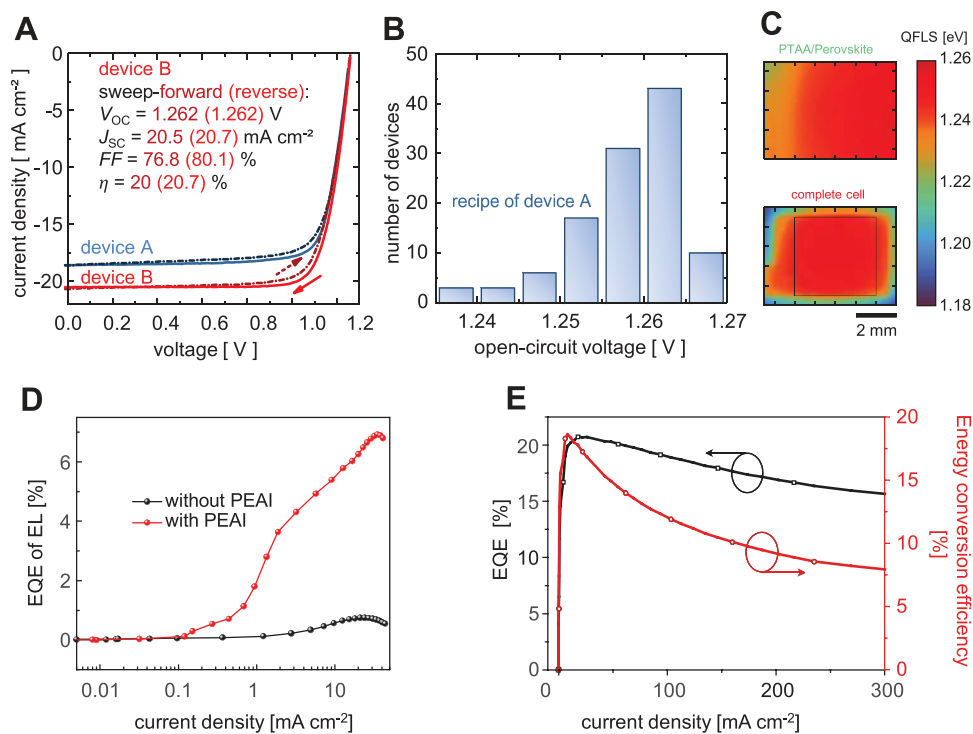 A
0
-5
-10
-15
-20
current density [ mA cm⁻² ]
device B
sweep-forward (reverse):
VOC = 1.262 (1.262) V
JSC = 20.5 (20.7) mA cm⁻²
FF = 76.8 (80.1) %
η = 20 (20.7) %
device A
device B
0.0 0.2 0.4 0.6 0.8 1.0 1.2
voltage [ V ]
B
50
40
30
20
10
0
number of devices
recipe of device A
1.24 1.25 1.26 1.27
open-circuit voltage [ V ]
C
QFLS [eV]
PTAA/Perovskite
complete cell
2 mm
1.26
1.24
1.22
1.20
1.18
D
6
4
2
0
EQE of EL [%]
without PEAI
with PEAI
0.01 0.1 1 10
current density [mA cm⁻²]
E
20
15
10
5
0
EQE [%]
20
15
10
5
0
Energy conversion efficiency
[%]
0 100 200 300
current density [mA cm⁻²]